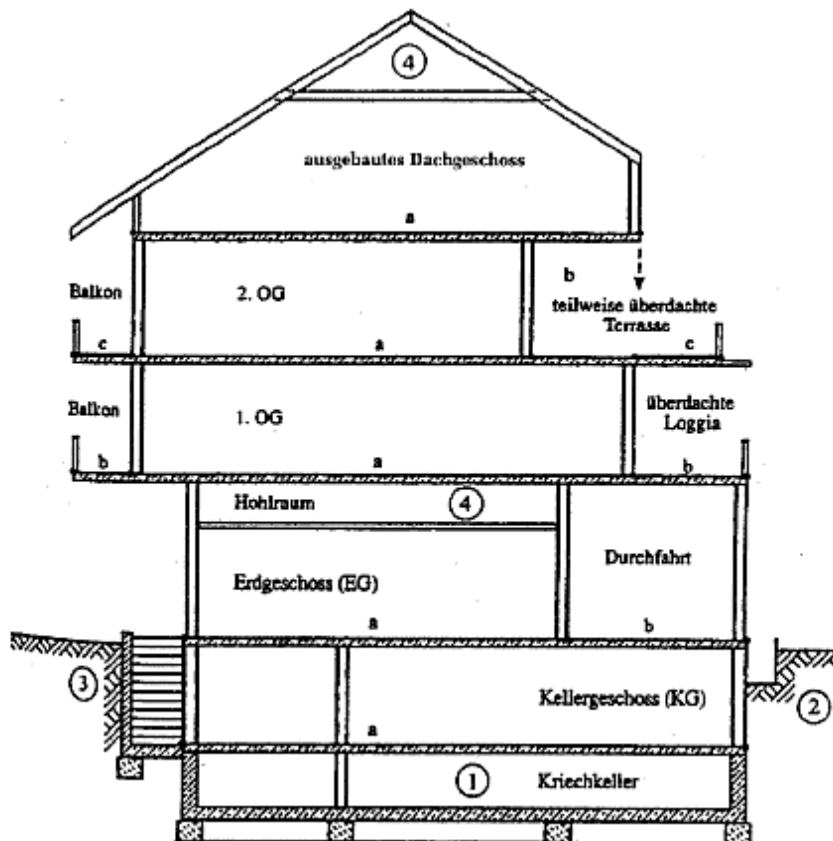 ④
ausgebautes Dachgeschoss
a
Balkon
2. OG
b
teilweise überdachte
Terrasse
c
a
c
Balkon
1. OG
überdachte
Loggia
b
a
b
Hohlraum
④
Durchfahrt
Erdgeschoss (EG)
a
b
③
Kellergeschoss (KG)
②
a
①
Kriechkeller